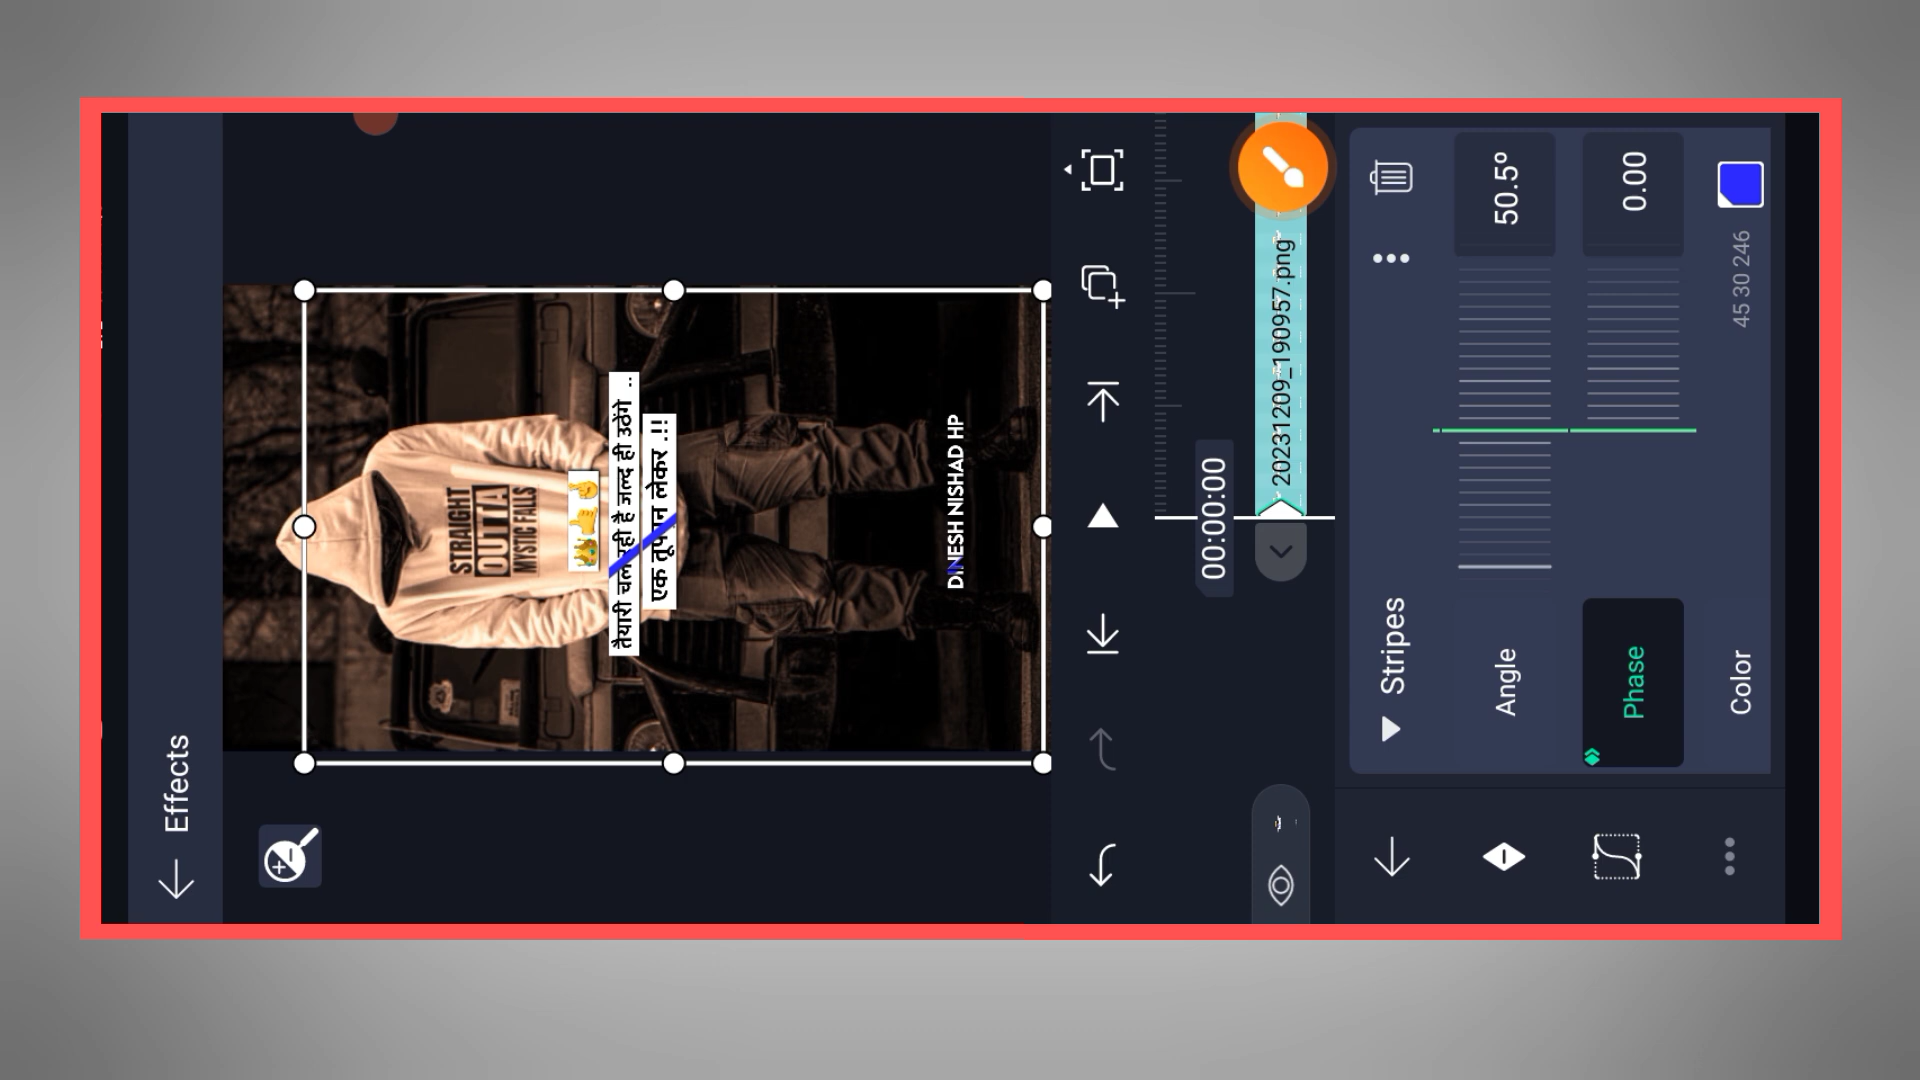 Effects
STRAIGHT
OUTTA
MYSTIC FALLS
तैयारी चल रही है जल्द ही उठेंगे ..
एक तूफान लेकर .!!
DINESH NISHAD HP
00:00:00
20231209_190957.png
Stripes
Angle
50.5°
Phase
0.00
Color
45 30 246